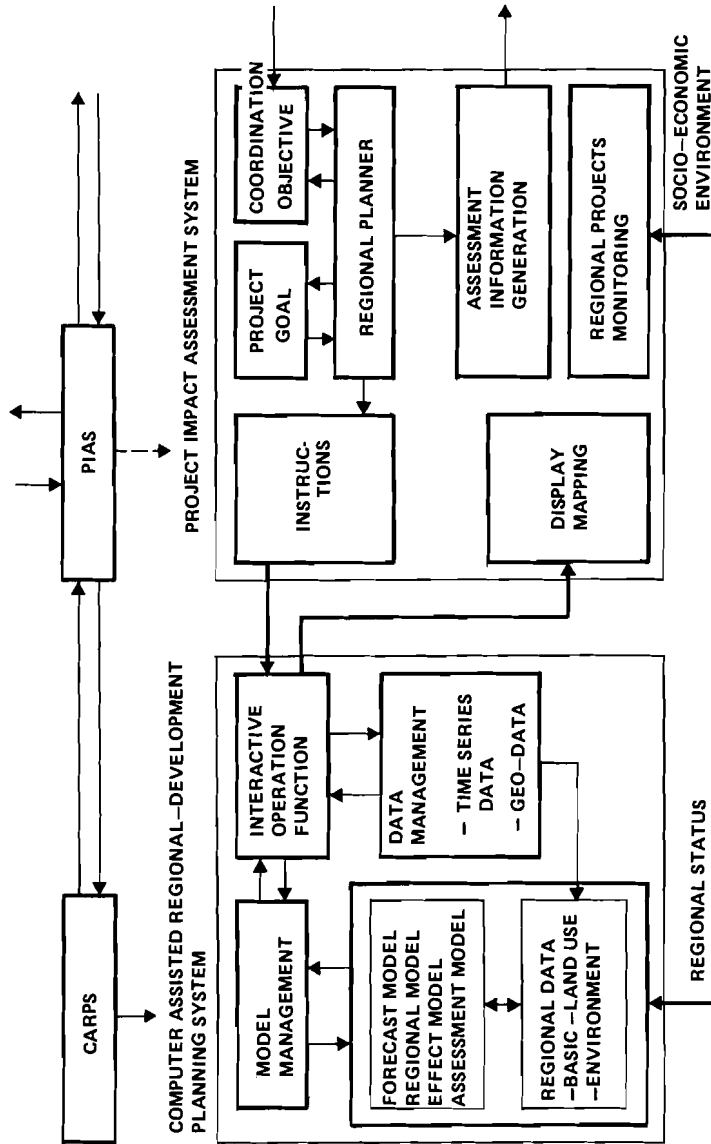 CARPS
PIAS
COMPUTER ASSISTED REGIONAL–DEVELOPMENT
PLANNING SYSTEM
MODEL
MANAGEMENT
INTERACTIVE
OPERATION
FUNCTION
FORECAST MODEL
REGIONAL MODEL
EFFECT MODEL
ASSESSMENT MODEL
DATA
MANAGEMENT
– TIME SERIES
DATA
– GEO–DATA
REGIONAL DATA
–BASIC –LAND USE
–ENVIRONMENT
REGIONAL STATUS
PROJECT IMPACT ASSESSMENT SYSTEM
INSTRUC-
TIONS
PROJECT
GOAL
COORDINATION
OBJECTIVE
REGIONAL PLANNER
DISPLAY
MAPPING
ASSESSMENT
INFORMATION
GENERATION
REGIONAL PROJECTS
MONITORING
SOCIO–ECONOMIC
ENVIRONMENT